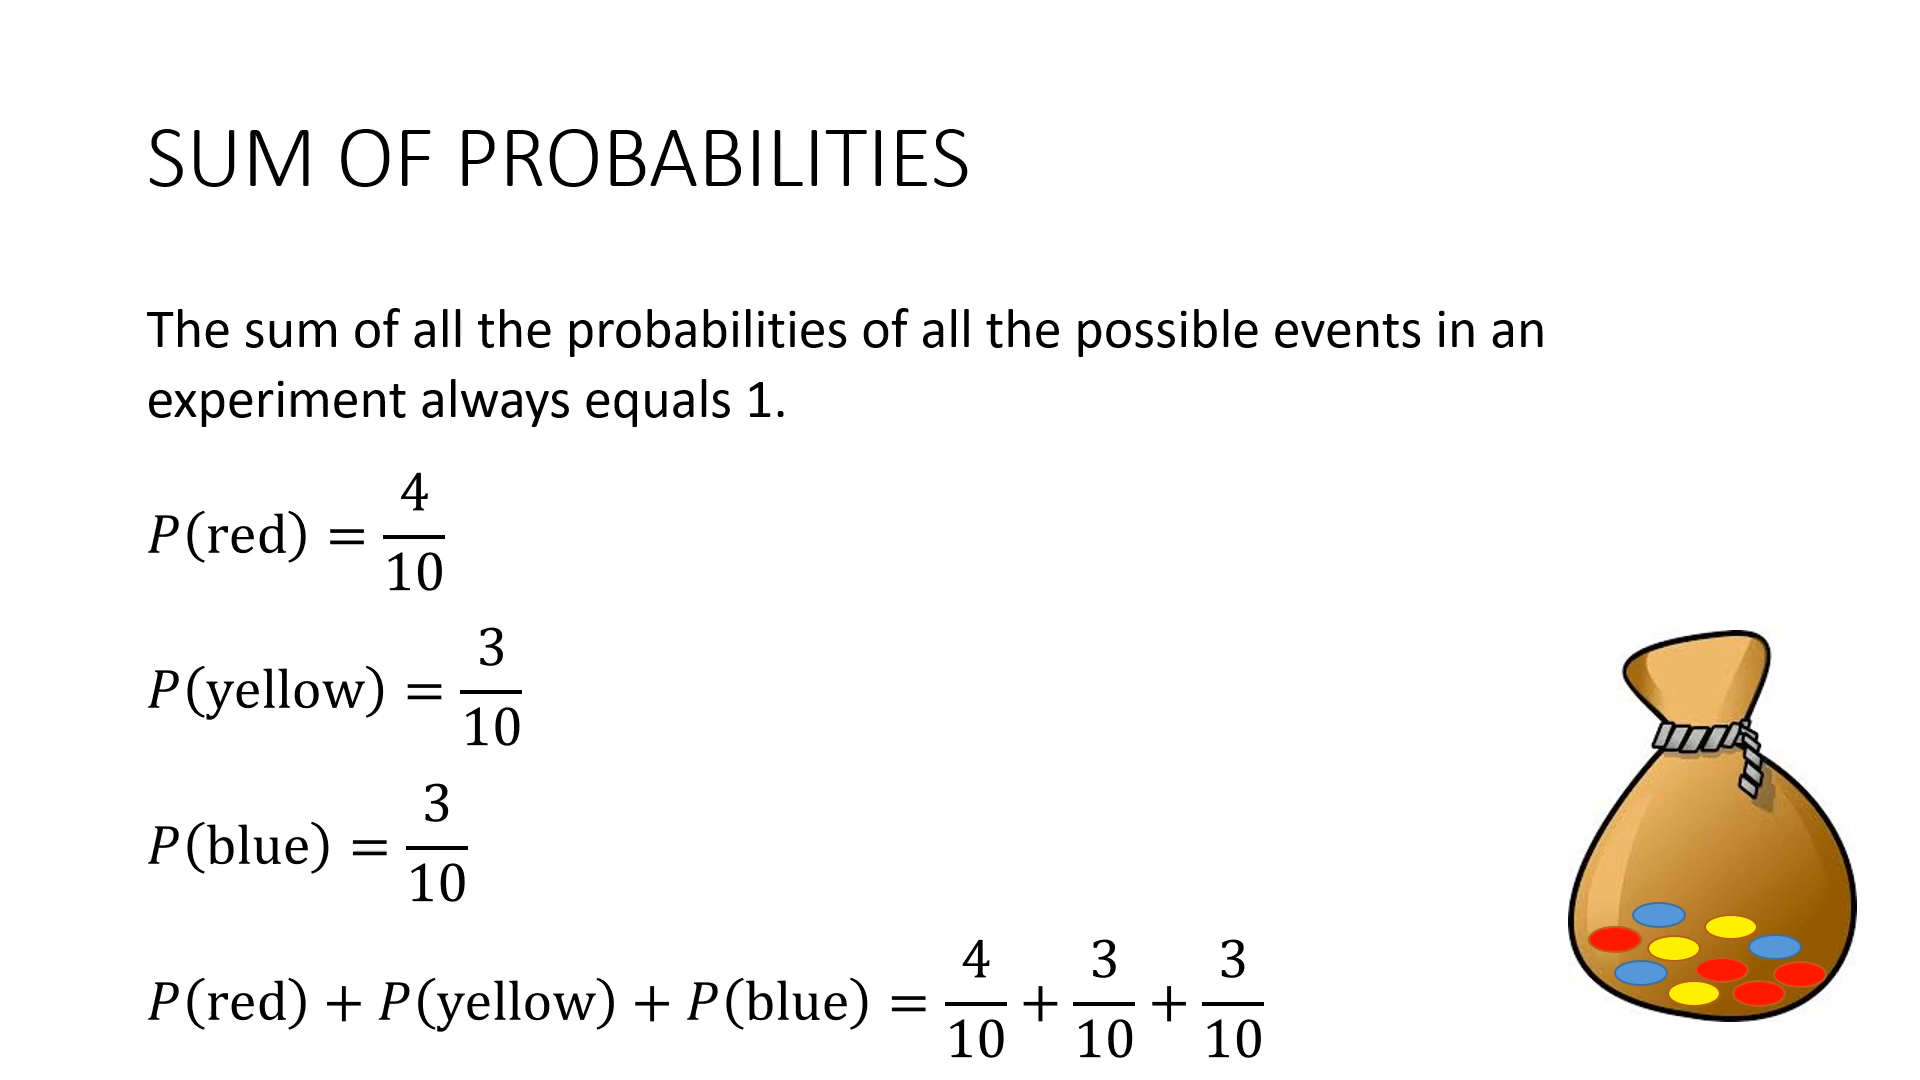 SUM OF PROBABILITIES
The sum of all the probabilities of all the possible events in an
experiment always equals 1.
P(red) = 4/10
P(yellow) = 3/10
P(blue) = 3/10
P(red) + P(yellow) + P(blue) = 4/10 + 3/10 + 3/10